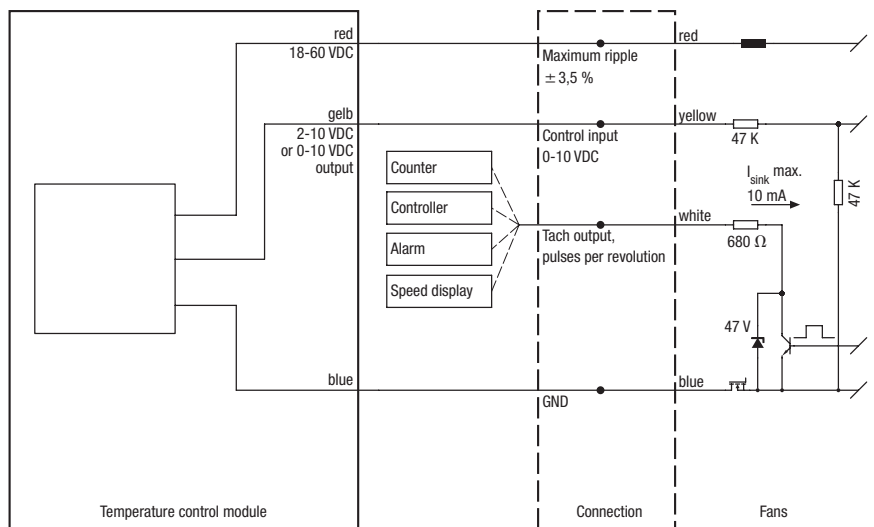 red
18-60 VDC
red
Maximum ripple
± 3,5 %
gelb
2-10 VDC
or 0-10 VDC
output
yellow
Control input
0-10 VDC
47 K
47 K
Counter
Controller
Alarm
Speed display
I sink max.
10 mA
white
Tach output,
pulses per revolution
680 Ω
47 V
blue
blue
GND
Temperature control module
Connection
Fans